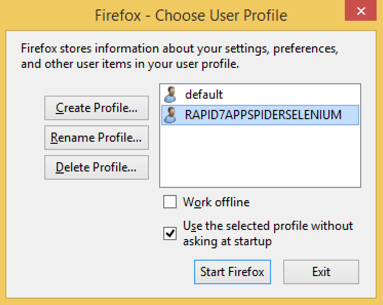 Firefox - Choose User Profile
Firefox stores information about your settings, preferences,
and other user items in your user profile.
Create Profile...
Rename Profile...
Delete Profile...
default
RAPID7APPSPIDERSELENIUM
Work offline
Use the selected profile without
asking at startup
Start Firefox
Exit